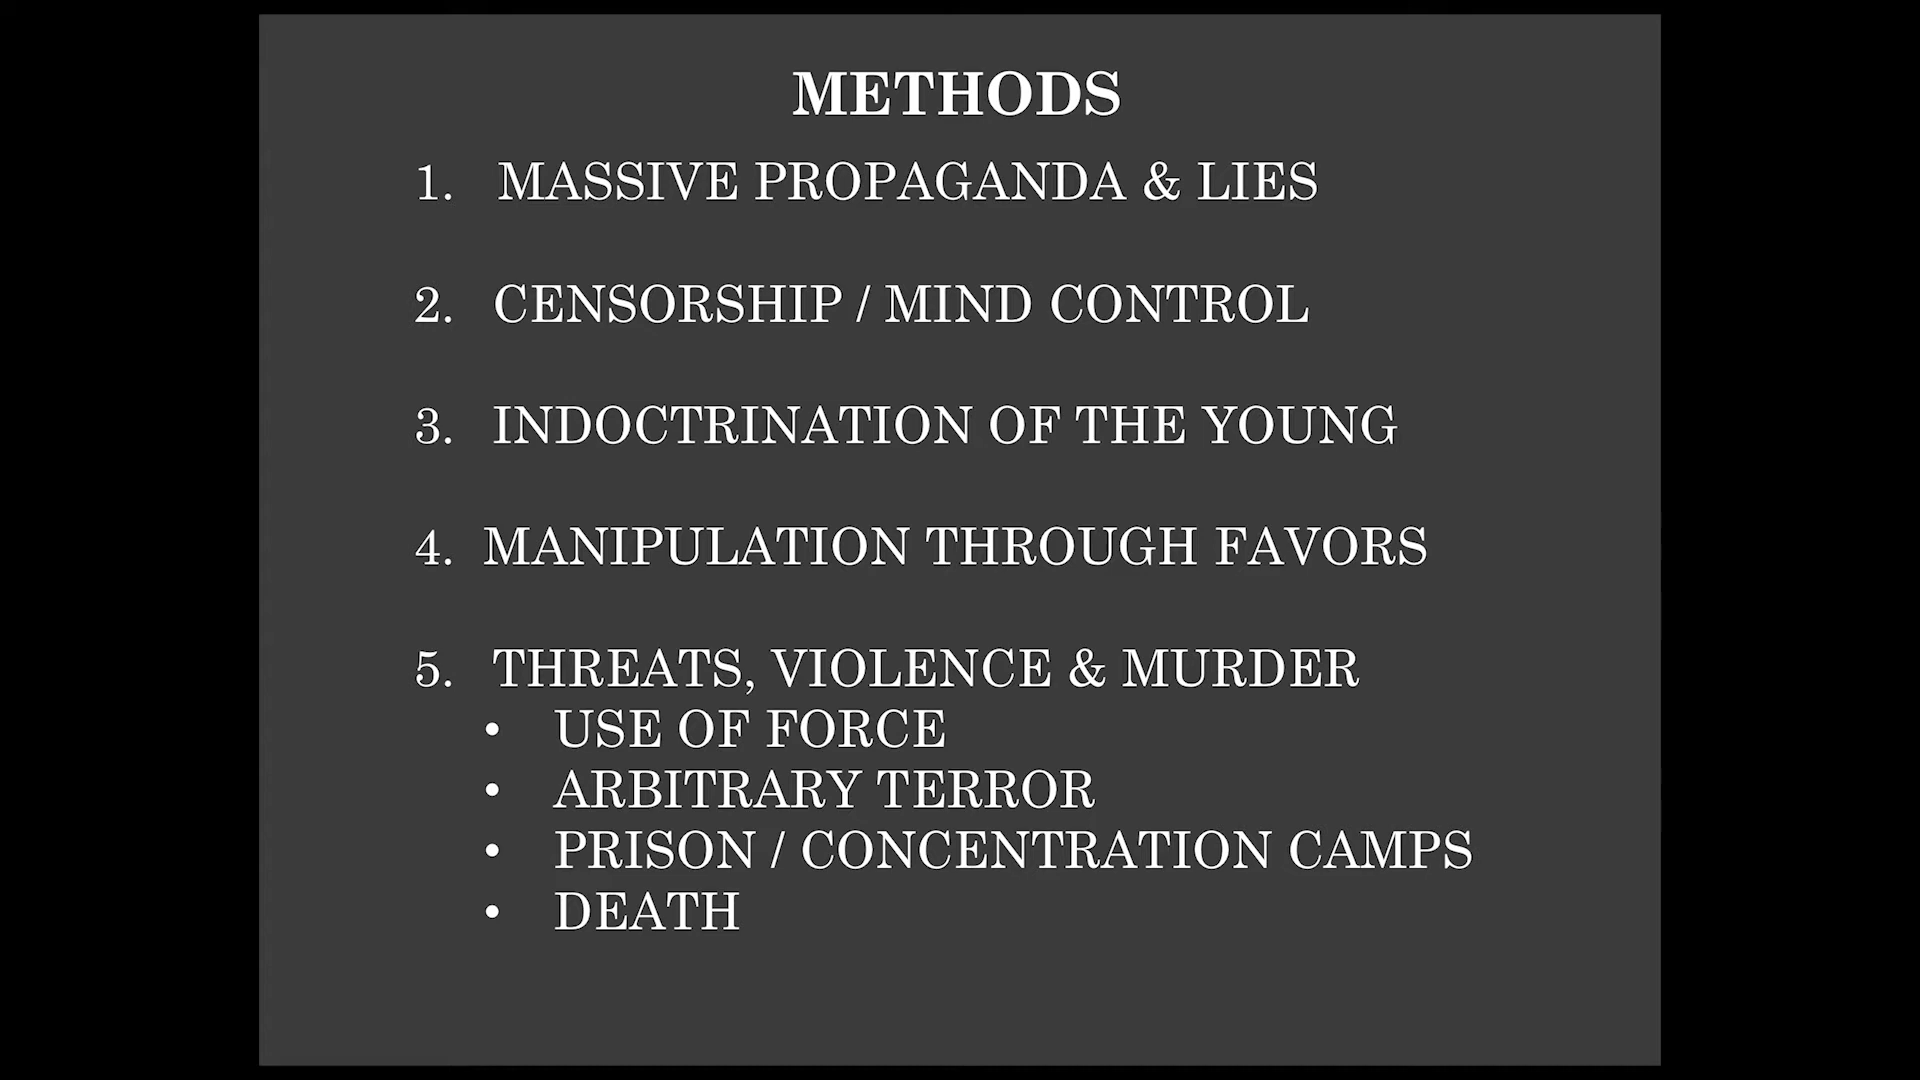 METHODS
1. MASSIVE PROPAGANDA & LIES
2. CENSORSHIP / MIND CONTROL
3. INDOCTRINATION OF THE YOUNG
4. MANIPULATION THROUGH FAVORS
5. THREATS, VIOLENCE & MURDER
• USE OF FORCE
• ARBITRARY TERROR
• PRISON / CONCENTRATION CAMPS
• DEATH